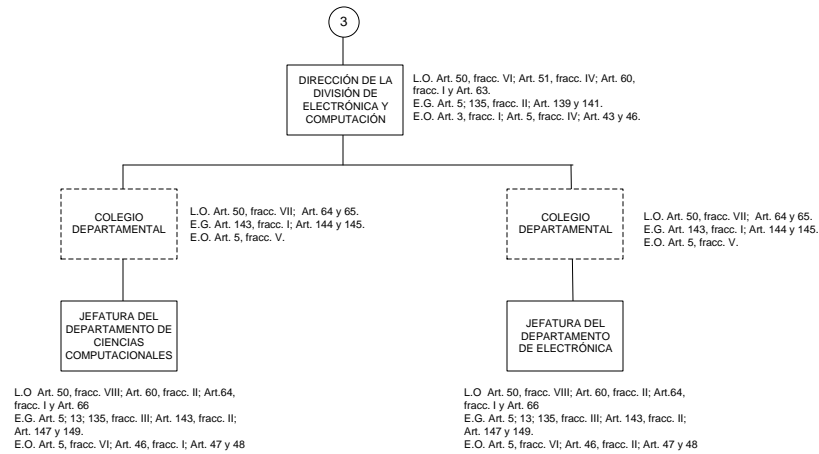 3
DIRECCIÓN DE LA
DIVISIÓN DE
ELECTRÓNICA Y
COMPUTACIÓN
L.O. Art. 50, fracc. VI; Art. 51, fracc. IV; Art. 60,
fracc. I y Art. 63.
E.G. Art. 5; 135, fracc. II; Art. 139 y 141.
E.O. Art. 3, fracc. I; Art. 5, fracc. IV; Art. 43 y 46.
COLEGIO
DEPARTAMENTAL
L.O. Art. 50, fracc. VII; Art. 64 y 65.
E.G. Art. 143, fracc. I; Art. 144 y 145.
E.O. Art. 5, fracc. V.
COLEGIO
DEPARTAMENTAL
L.O. Art. 50, fracc. VII; Art. 64 y 65.
E.G. Art. 143, fracc. I; Art. 144 y 145.
E.O. Art. 5, fracc. V.
JEFATURA DEL
DEPARTAMENTO DE
CIENCIAS
COMPUTACIONALES
L.O Art. 50, fracc. VIII; Art. 60, fracc. II; Art.64,
fracc. I y Art. 66
E.G. Art. 5; 13; 135, fracc. III; Art. 143, fracc. II;
Art. 147 y 149.
E.O. Art. 5, fracc. VI; Art. 46, fracc. I; Art. 47 y 48
JEFATURA DEL
DEPARTAMENTO
DE ELECTRÓNICA
L.O Art. 50, fracc. VIII; Art. 60, fracc. II; Art.64,
fracc. I y Art. 66
E.G. Art. 5; 13; 135, fracc. III; Art. 143, fracc. II;
Art. 147 y 149.
E.O. Art. 5, fracc. VI; Art. 46, fracc. II; Art. 47 y 48